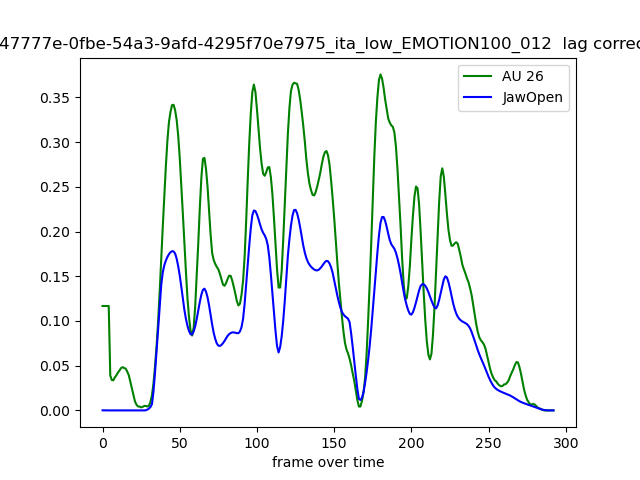 47777e-0fbe-54a3-9afd-4295f70e7975_ita_low_EMOTION100_012 lag correc
AU 26
JawOpen
0.35
0.30
0.25
0.20
0.15
0.10
0.05
0.00
0 50 100 150 200 250 300
frame over time